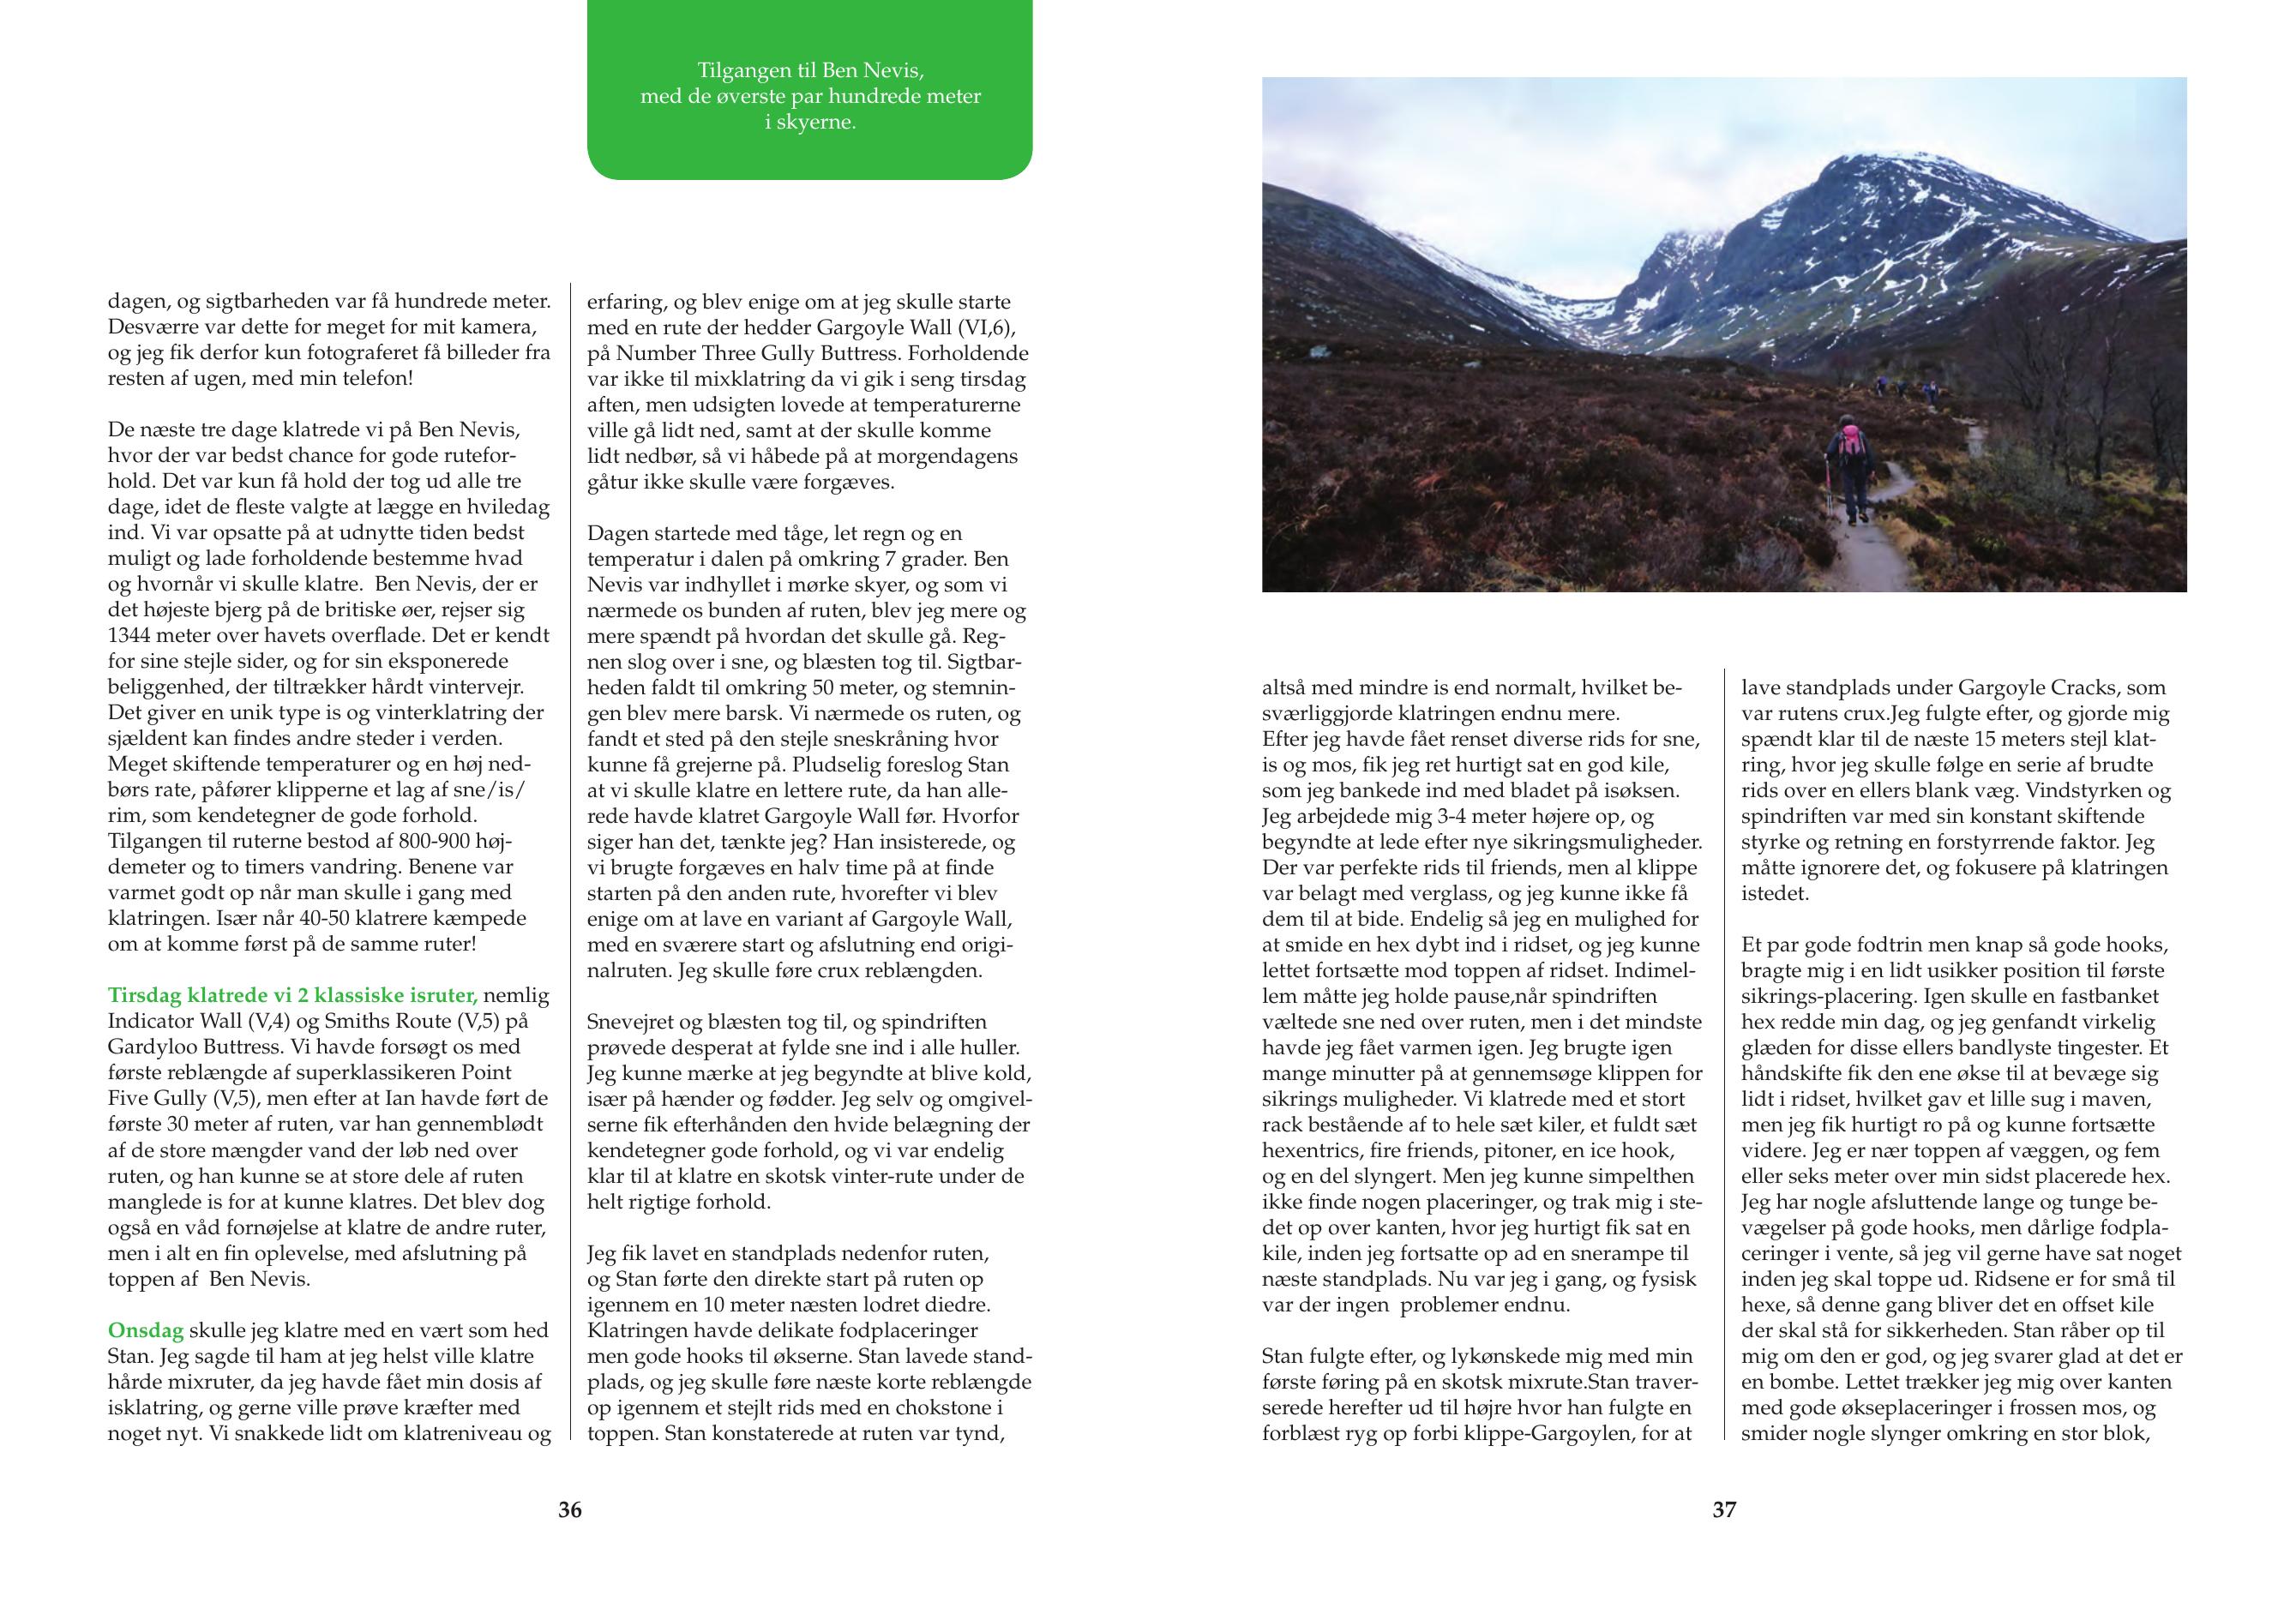 Tilgangen til Ben Nevis,
med de øverste par hundrede meter
i skyerne.
dagen, og sigtbarheden var få hundrede meter.
Desværre var dette for meget for mit kamera,
og jeg fik derfor kun fotograferet få billeder fra
resten af ugen, med min telefon!
De næste tre dage klatrede vi på Ben Nevis,
hvor der var bedst chance for gode rutefor-
hold. Det var kun få hold der tog ud alle tre
dage, idet de fleste valgte at lægge en hviledag
ind. Vi var opsatte på at udnytte tiden bedst
muligt og lade forholdende bestemme hvad
og hvornår vi skulle klatre.  Ben Nevis, der er
det højeste bjerg på de britiske øer, rejser sig
1344 meter over havets overflade. Det er kendt
for sine stejle sider, og for sin eksponerede
beliggenhed, der tiltrækker hårdt vintervejr.
Det giver en unik type is og vinterklatring der
sjældent kan findes andre steder i verden.
Meget skiftende temperaturer og en høj ned-
børs rate, påfører klipperne et lag af sne/is/
rim, som kendetegner de gode forhold.
Tilgangen til ruterne bestod af 800-900 høj-
demeter og to timers vandring. Benene var
varmet godt op når man skulle i gang med
klatringen. Især når 40-50 klatrere kæmpede
om at komme først på de samme ruter!
Tirsdag klatrede vi 2 klassiske isruter, nemlig
Indicator Wall (V,4) og Smiths Route (V,5) på
Gardyloo Buttress. Vi havde forsøgt os med
første reblængde af superklassikeren Point
Five Gully (V,5), men efter at Ian havde ført de
første 30 meter af ruten, var han gennemblødt
af de store mængder vand der løb ned over
ruten, og han kunne se at store dele af ruten
manglede is for at kunne klatres. Det blev dog
også en våd fornøjelse at klatre de andre ruter,
men i alt en fin oplevelse, med afslutning på
toppen af  Ben Nevis.
Onsdag skulle jeg klatre med en vært som hed
Stan. Jeg sagde til ham at jeg helst ville klatre
hårde mixruter, da jeg havde fået min dosis af
isklatring, og gerne ville prøve kræfter med
noget nyt. Vi snakkede lidt om klatreniveau og
erfaring, og blev enige om at jeg skulle starte
med en rute der hedder Gargoyle Wall (VI,6),
på Number Three Gully Buttress. Forholdende
var ikke til mixklatring da vi gik i seng tirsdag
aften, men udsigten lovede at temperaturerne
ville gå lidt ned, samt at der skulle komme
lidt nedbør, så vi håbede på at morgendagens
gåtur ikke skulle være forgæves.
Dagen startede med tåge, let regn og en
temperatur i dalen på omkring 7 grader. Ben
Nevis var indhyllet i mørke skyer, og som vi
nærmede os bunden af ruten, blev jeg mere og
mere spændt på hvordan det skulle gå. Reg-
nen slog over i sne, og blæsten tog til. Sigtbar-
heden faldt til omkring 50 meter, og stemnin-
gen blev mere barsk. Vi nærmede os ruten, og
fandt et sted på den stejle sneskråning hvor
kunne få grejerne på. Pludselig foreslog Stan
at vi skulle klatre en lettere rute, da han alle-
rede havde klatret Gargoyle Wall før. Hvorfor
siger han det, tænkte jeg? Han insisterede, og
vi brugte forgæves en halv time på at finde
starten på den anden rute, hvorefter vi blev
enige om at lave en variant af Gargoyle Wall,
med en sværere start og afslutning end origi-
nalruten. Jeg skulle føre crux reblængden.
Snevejret og blæsten tog til, og spindriften
prøvede desperat at fylde sne ind i alle huller.
Jeg kunne mærke at jeg begyndte at blive kold,
især på hænder og fødder. Jeg selv og omgivel-
serne fik efterhånden den hvide belægning der
kendetegner gode forhold, og vi var endelig
klar til at klatre en skotsk vinter-rute under de
helt rigtige forhold.
Jeg fik lavet en standplads nedenfor ruten,
og Stan førte den direkte start på ruten op
igennem en 10 meter næsten lodret diedre.
Klatringen havde delikate fodplaceringer
men gode hooks til økserne. Stan lavede stand-
plads, og jeg skulle føre næste korte reblængde
op igennem et stejlt rids med en chokstone i
toppen. Stan konstaterede at ruten var tynd,
36
altså med mindre is end normalt, hvilket be-
sværliggjorde klatringen endnu mere.
Efter jeg havde fået renset diverse rids for sne,
is og mos, fik jeg ret hurtigt sat en god kile,
som jeg bankede ind med bladet på isøksen.
Jeg arbejdede mig 3-4 meter højere op, og
begyndte at lede efter nye sikringsmuligheder.
Der var perfekte rids til friends, men al klippe
var belagt med verglass, og jeg kunne ikke få
dem til at bide. Endelig så jeg en mulighed for
at smide en hex dybt ind i ridset, og jeg kunne
lettet fortsætte mod toppen af ridset. Indimel-
lem måtte jeg holde pause,når spindriften
væltede sne ned over ruten, men i det mindste
havde jeg fået varmen igen. Jeg brugte igen
mange minutter på at gennemsøge klippen for
sikrings muligheder. Vi klatrede med et stort
rack bestående af to hele sæt kiler, et fuldt sæt
hexentrics, fire friends, pitoner, en ice hook,
og en del slyngert. Men jeg kunne simpelthen
ikke finde nogen placeringer, og trak mig i ste-
det op over kanten, hvor jeg hurtigt fik sat en
kile, inden jeg fortsatte op ad en snerampe til
næste standplads. Nu var jeg i gang, og fysisk
var der ingen  problemer endnu.
Stan fulgte efter, og lykønskede mig med min
første føring på en skotsk mixrute.Stan traver-
serede herefter ud til højre hvor han fulgte en
forblæst ryg op forbi klippe-Gargoylen, for at
lave standplads under Gargoyle Cracks, som
var rutens crux.Jeg fulgte efter, og gjorde mig
spændt klar til de næste 15 meters stejl klat-
ring, hvor jeg skulle følge en serie af brudte
rids over en ellers blank væg. Vindstyrken og
spindriften var med sin konstant skiftende
styrke og retning en forstyrrende faktor. Jeg
måtte ignorere det, og fokusere på klatringen
istedet.
Et par gode fodtrin men knap så gode hooks,
bragte mig i en lidt usikker position til første
sikrings-placering. Igen skulle en fastbanket
hex redde min dag, og jeg genfandt virkelig
glæden for disse ellers bandlyste tingester. Et
håndskifte fik den ene økse til at bevæge sig
lidt i ridset, hvilket gav et lille sug i maven,
men jeg fik hurtigt ro på og kunne fortsætte
videre. Jeg er nær toppen af væggen, og fem
eller seks meter over min sidst placerede hex.
Jeg har nogle afsluttende lange og tunge be-
vægelser på gode hooks, men dårlige fodpla-
ceringer i vente, så jeg vil gerne have sat noget
inden jeg skal toppe ud. Ridsene er for små til
hexe, så denne gang bliver det en offset kile
der skal stå for sikkerheden. Stan råber op til
mig om den er god, og jeg svarer glad at det er
en bombe. Lettet trækker jeg mig over kanten
med gode økseplaceringer i frossen mos, og
smider nogle slynger omkring en stor blok,
37